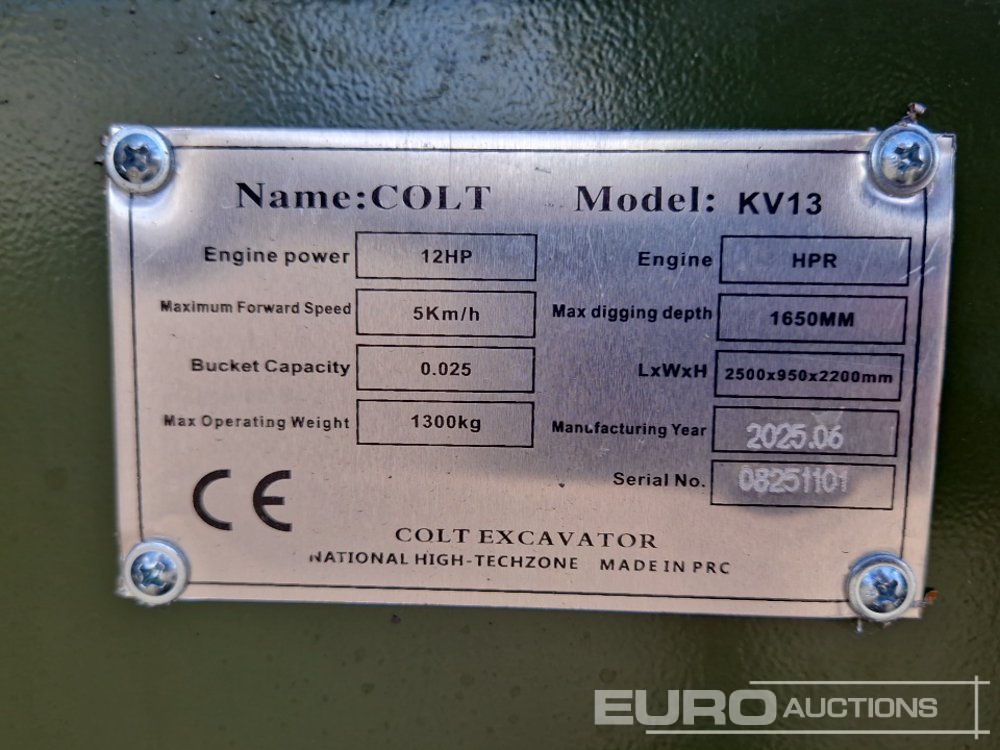 Name:COLT Model: KV13
Engine power 12HP Engine HPR
Maximum Forward Speed 5Km/h Max digging depth 1650MM
Bucket Capacity 0.025 LxWxH 2500x950x2200mm
Max Operating Weight 1300kg Manufacturing Year 2025.06
Serial No. 08251101
CE
COLT EXCAVATOR
NATIONAL HIGH-TECHZONE MADE IN PRC
EURO AUCTIONS